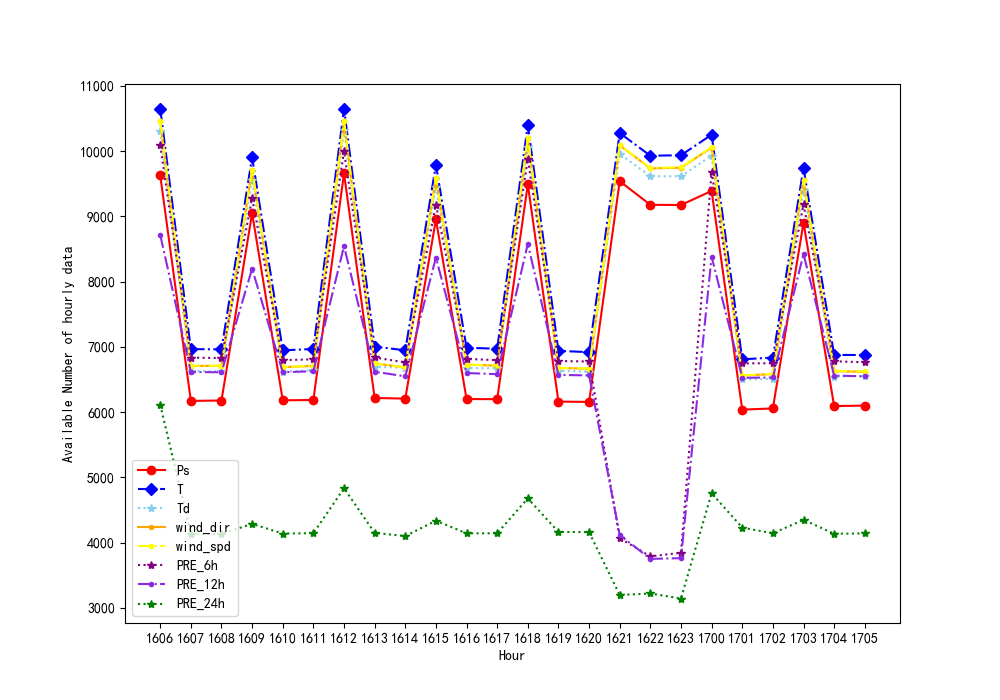 11000
10000
9000
8000
7000
6000
5000
4000
3000
Available Number of hourly data
Ps
T
Td
wind_dir
wind_spd
PRE_6h
PRE_12h
PRE_24h
1606 1607 1608 1609 1610 1611 1612 1613 1614 1615 1616 1617 1618 1619 1620 1621 1622 1623 1700 1701 1702 1703 1704 1705
Hour